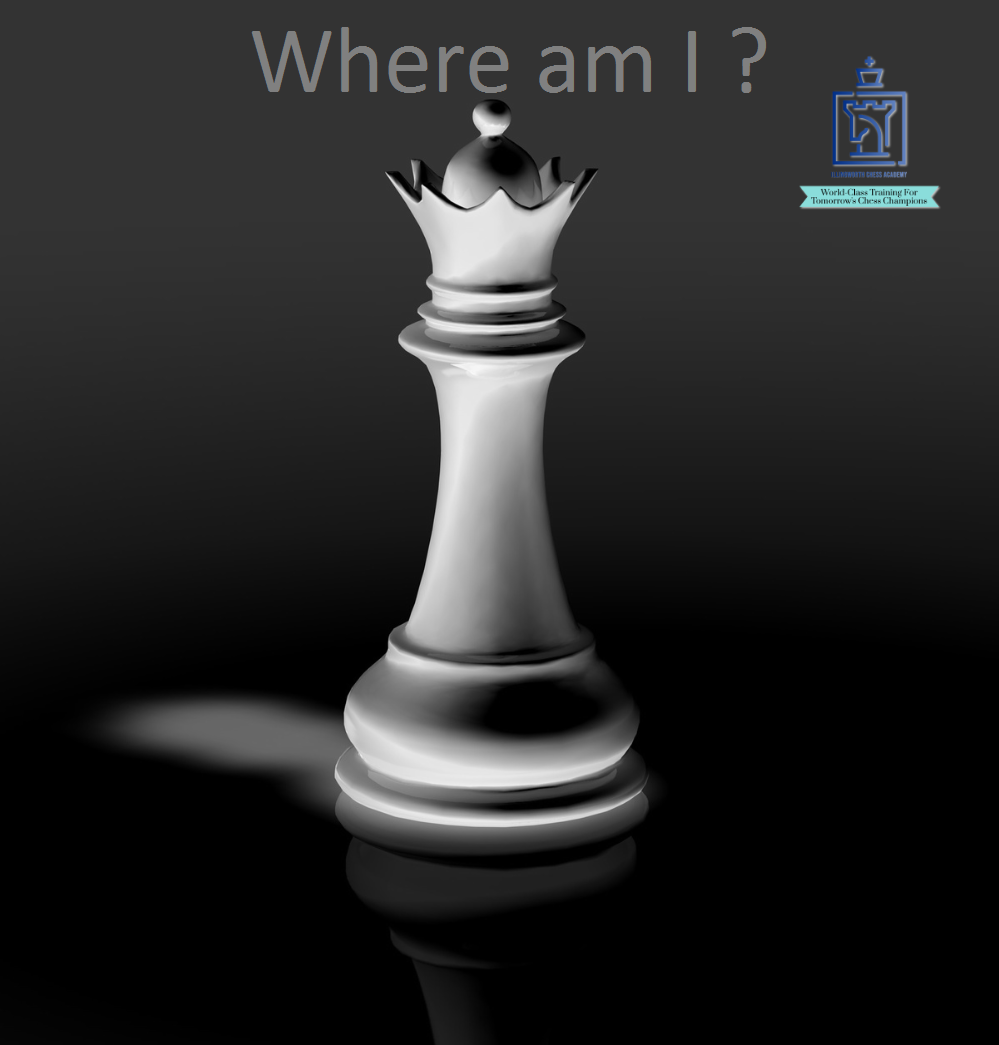 Where am I ?
World-Class Training For
Tomorrow's Chess Champions